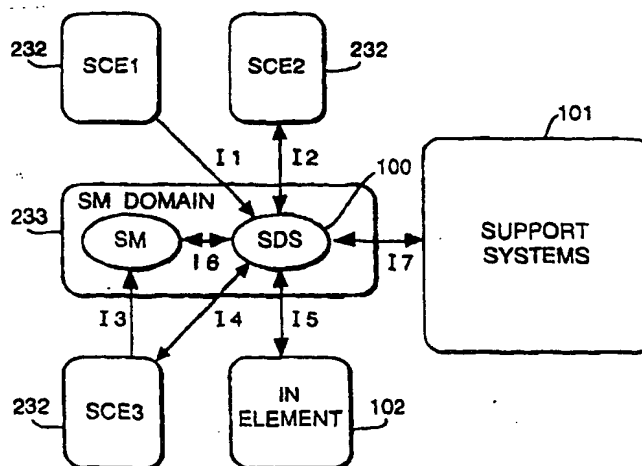 232
SCE1
SCE2
232
101
I1
I2
100
SM DOMAIN
233
SM
SDS
SUPPORT
SYSTEMS
I6
I7
I3
I4
I5
232
SCE3
IN
ELEMENT
102